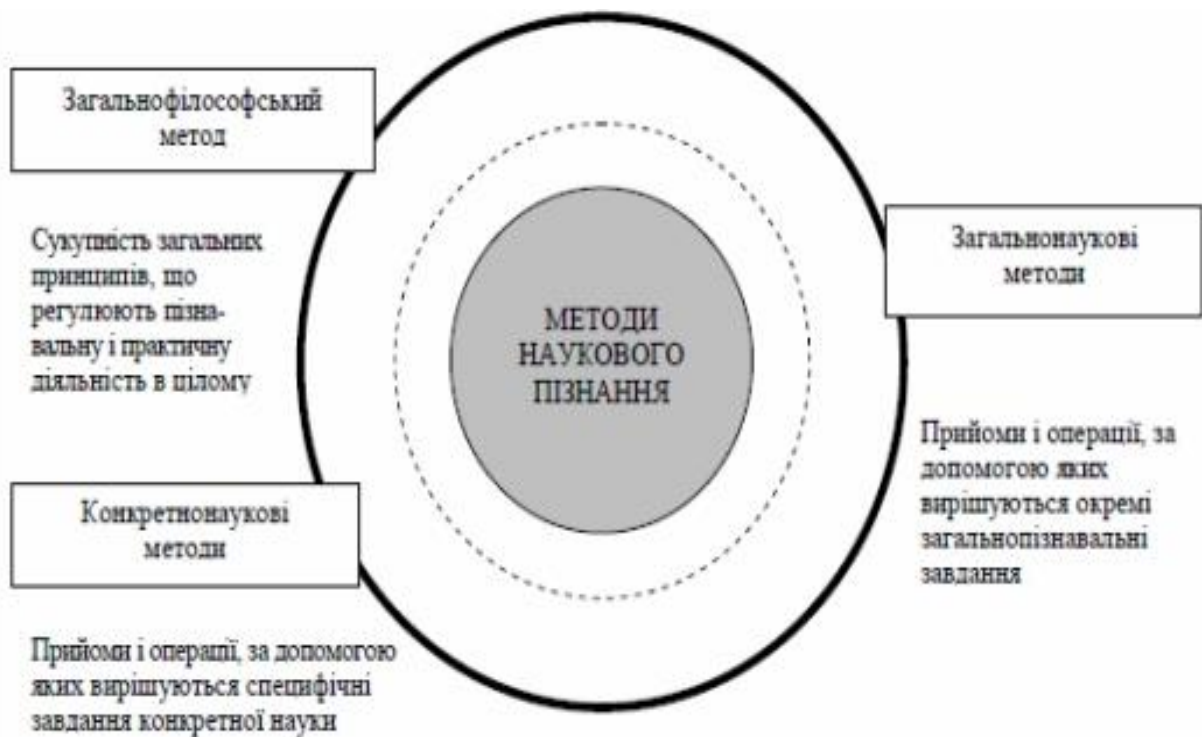 Загальнофілософський
метод
Сукупність загальних
принципів, що
регулюють пізна-
вальну і практичну
діяльність в цілому
Конкретнонаукові
методи
Прийоми і операції, за допомогою
яких вирішуються специфічні
завдання конкретної науки
МЕТОДИ
НАУКОВОГО
ПІЗНАННЯ
Загальнонаукові
методи
Прийоми і операції, за
допомогою яких
вирішуються окремі
загальнопізнавальні
завдання